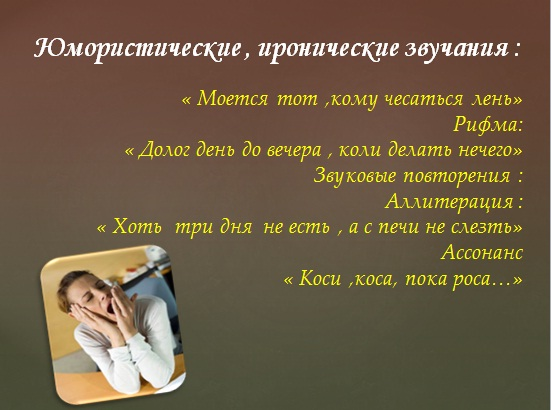 Юмористические , иронические звучания :
« Моется тот ,кому чесаться лень»
Рифма:
« Долог день до вечера , коли делать нечего»
Звуковые повторения :
Аллитерация :
« Хоть три дня не есть , а с печи не слезть»
Ассонанс
« Коси ,коса, пока роса…»